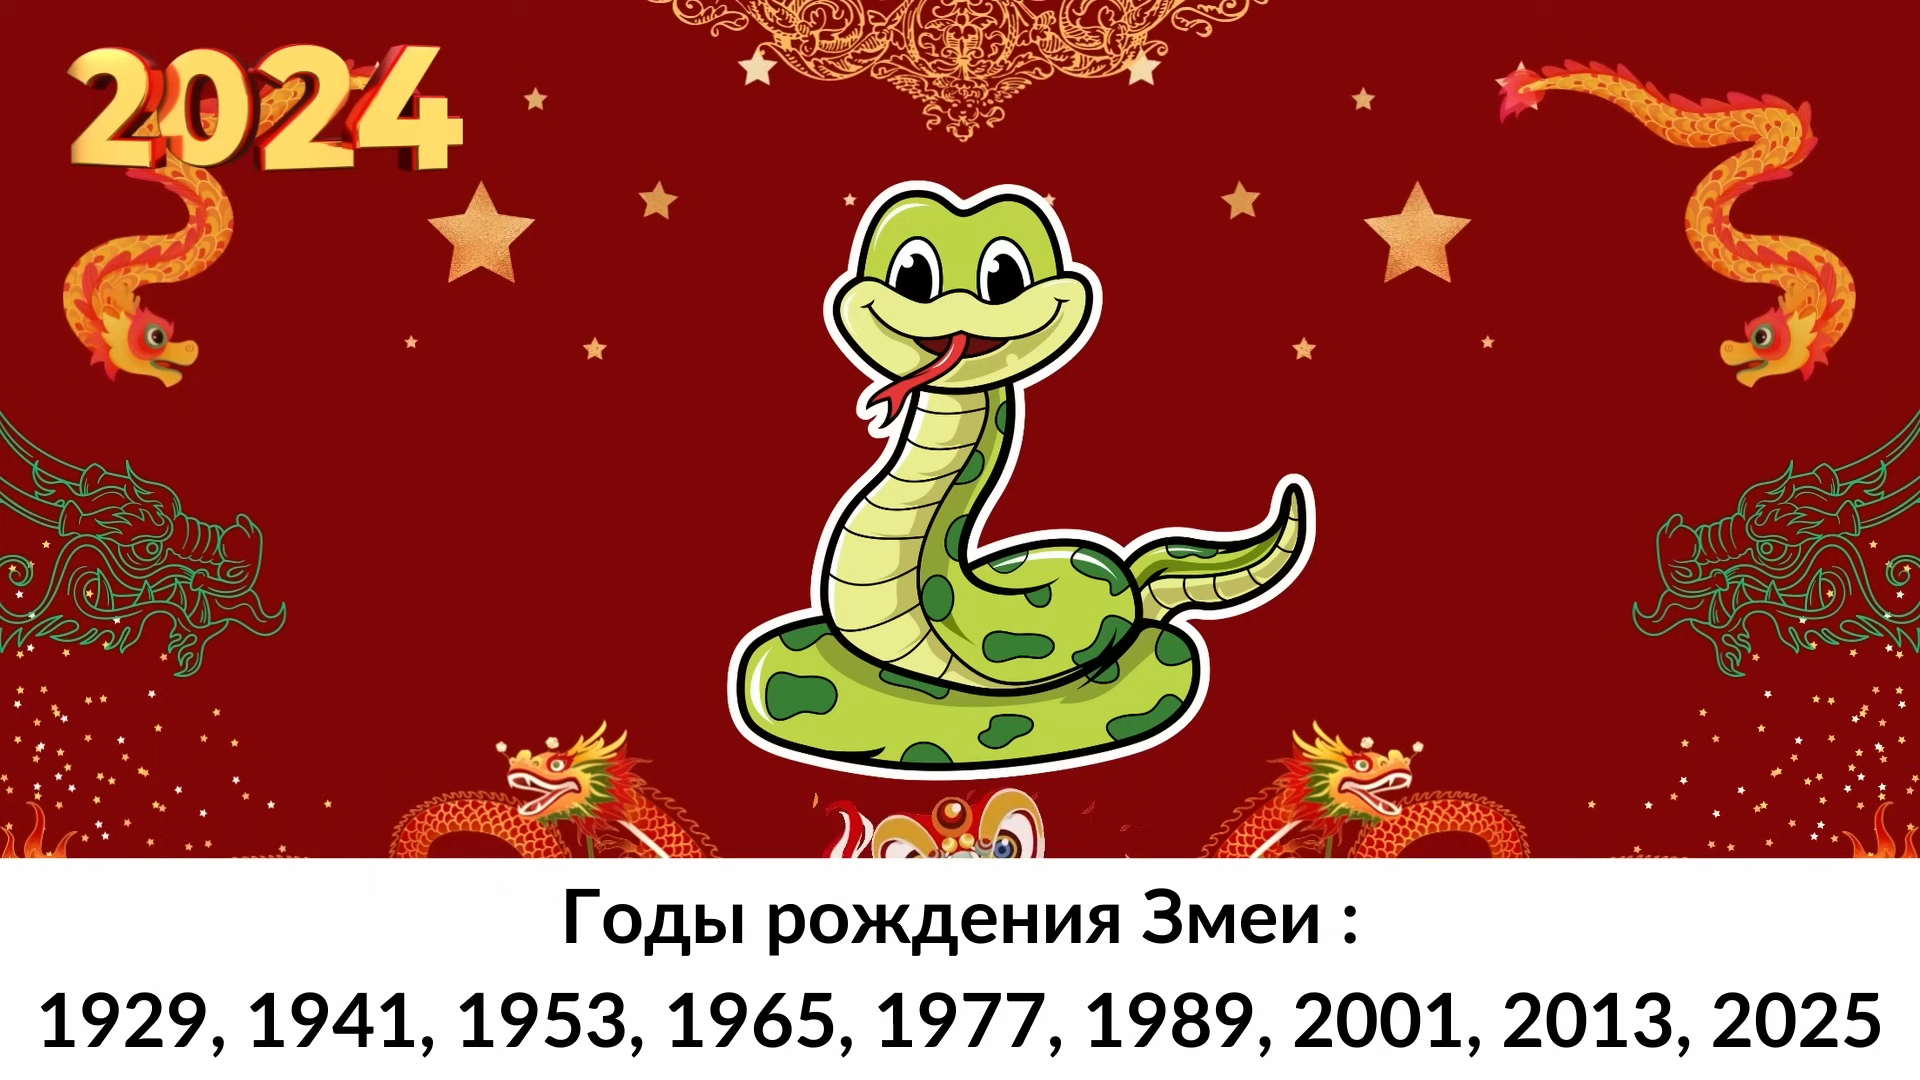 2024
Годы рождения Змеи :
1929, 1941, 1953, 1965, 1977, 1989, 2001, 2013, 2025